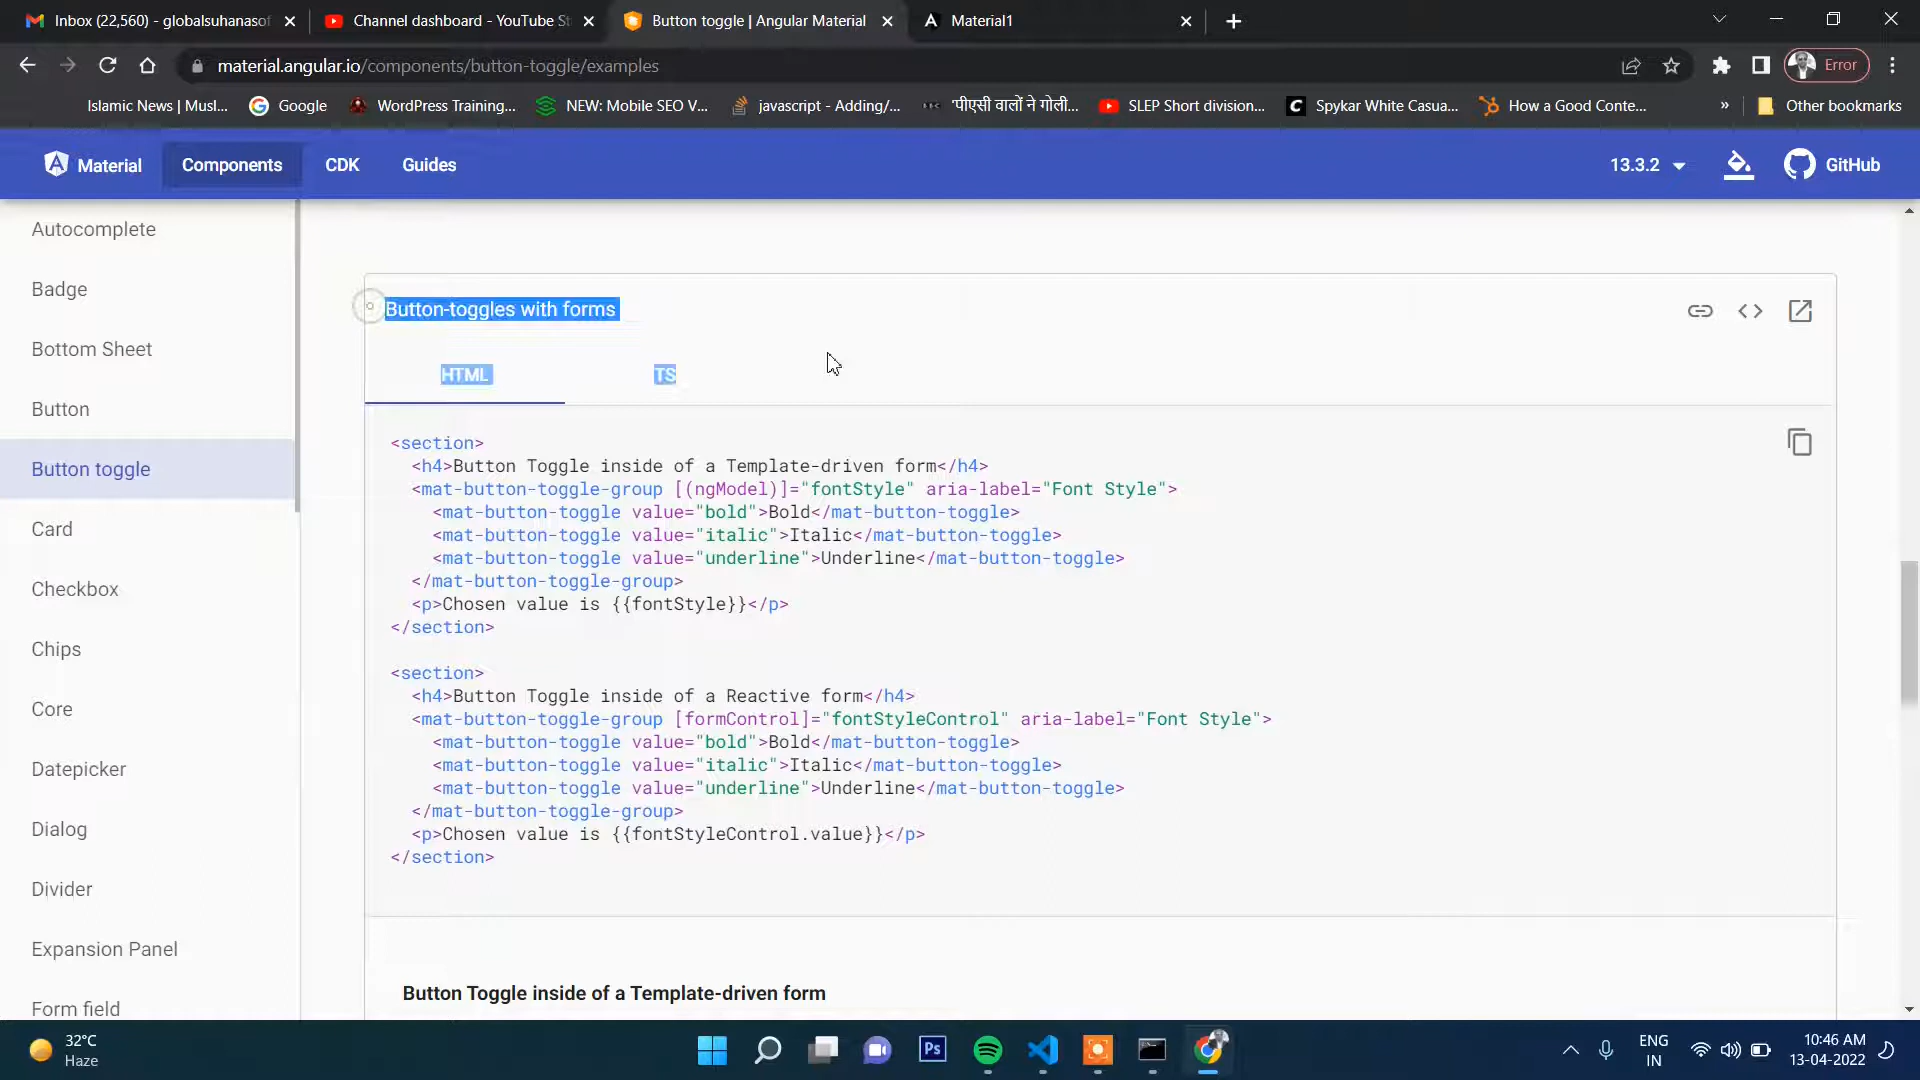 Inbox (22,560) - globalsuhanasof
Channel dashboard - YouTube St
Button toggle | Angular Material
Material1
material.angular.io/components/button-toggle/examples
Error
Islamic News | Musl...
Google
WordPress Training...
NEW: Mobile SEO V...
javascript - Adding/...
'पीएसी वालों ने गोली...
SLEP Short division...
Spykar White Casua...
How a Good Conte...
»
Other bookmarks
Material
Components
CDK
Guides
13.3.2
GitHub
Autocomplete
Badge
Bottom Sheet
Button
Button toggle
Card
Checkbox
Chips
Core
Datepicker
Dialog
Divider
Expansion Panel
Form field
Button-toggles with forms
HTML
TS
<section>
<h4>Button Toggle inside of a Template-driven form</h4>
<mat-button-toggle-group [(ngModel)]="fontStyle" aria-label="Font Style">
<mat-button-toggle value="bold">Bold</mat-button-toggle>
<mat-button-toggle value="italic">Italic</mat-button-toggle>
<mat-button-toggle value="underline">Underline</mat-button-toggle>
</mat-button-toggle-group>
<p>Chosen value is {{fontStyle}}</p>
</section>
<section>
<h4>Button Toggle inside of a Reactive form</h4>
<mat-button-toggle-group [formControl]="fontStyleControl" aria-label="Font Style">
<mat-button-toggle value="bold">Bold</mat-button-toggle>
<mat-button-toggle value="italic">Italic</mat-button-toggle>
<mat-button-toggle value="underline">Underline</mat-button-toggle>
</mat-button-toggle-group>
<p>Chosen value is {{fontStyleControl.value}}</p>
</section>
Button Toggle inside of a Template-driven form
32°C
Haze
Ps
ENG
IN
10:46 AM
13-04-2022